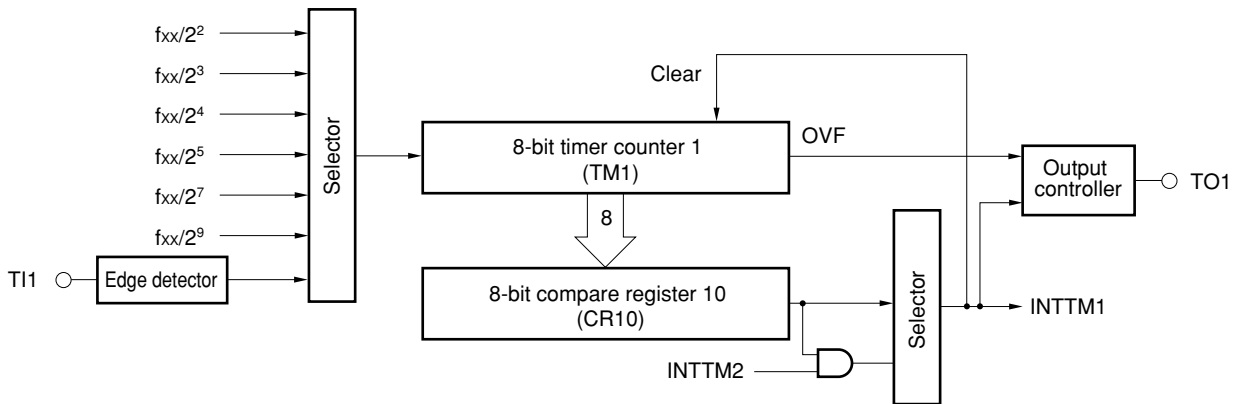 fxx/2²
fxx/2³
fxx/2⁴
fxx/2⁵
fxx/2⁷
fxx/2⁹
TI1
Edge detector
Selector
Clear
8-bit timer counter 1
(TM1)
OVF
8
8-bit compare register 10
(CR10)
INTTM2
Selector
Output
controller
TO1
INTTM1